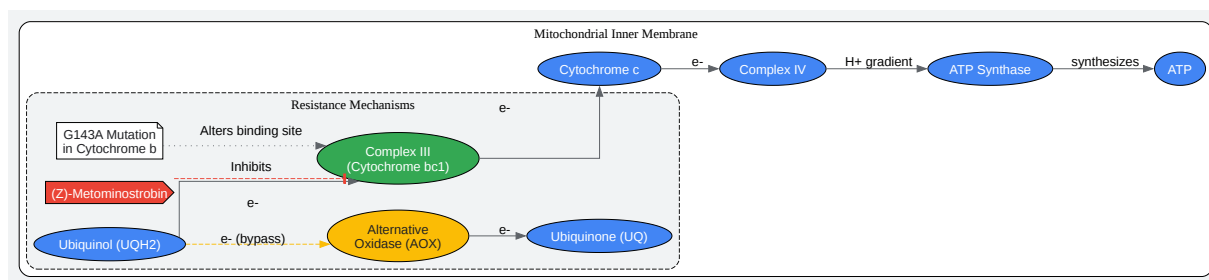 Mitochondrial Inner Membrane
Cytochrome c
e-
Complex IV
H+ gradient
ATP Synthase
synthesizes
ATP
Resistance Mechanisms
e-
G143A Mutation
in Cytochrome b
Alters binding site
Complex III
(Cytochrome bc1)
Inhibits
(Z)-Metominostrobin
e-
Ubiquinol (UQH2)
e- (bypass)
Alternative
Oxidase (AOX)
e-
Ubiquinone (UQ)